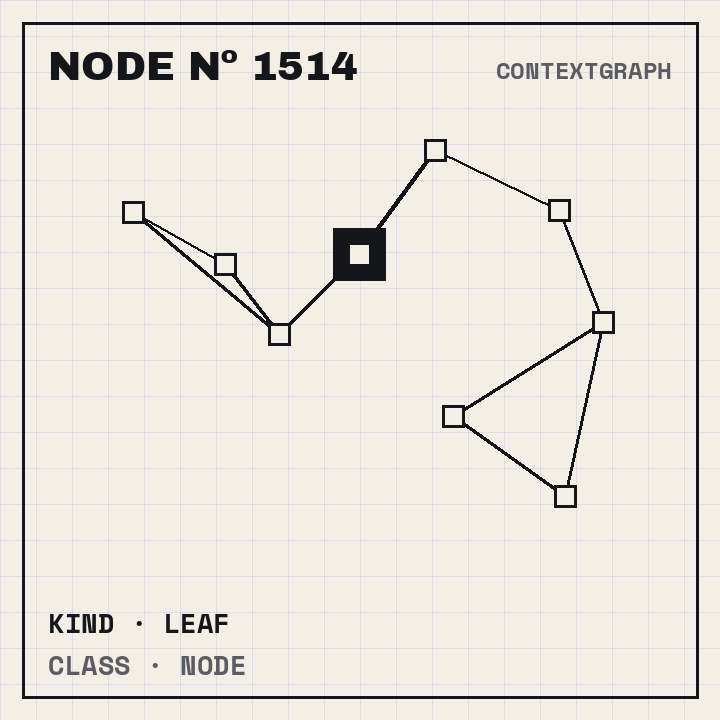 NODE Nº 1514
CONTEXTGRAPH
KIND · LEAF
CLASS · NODE